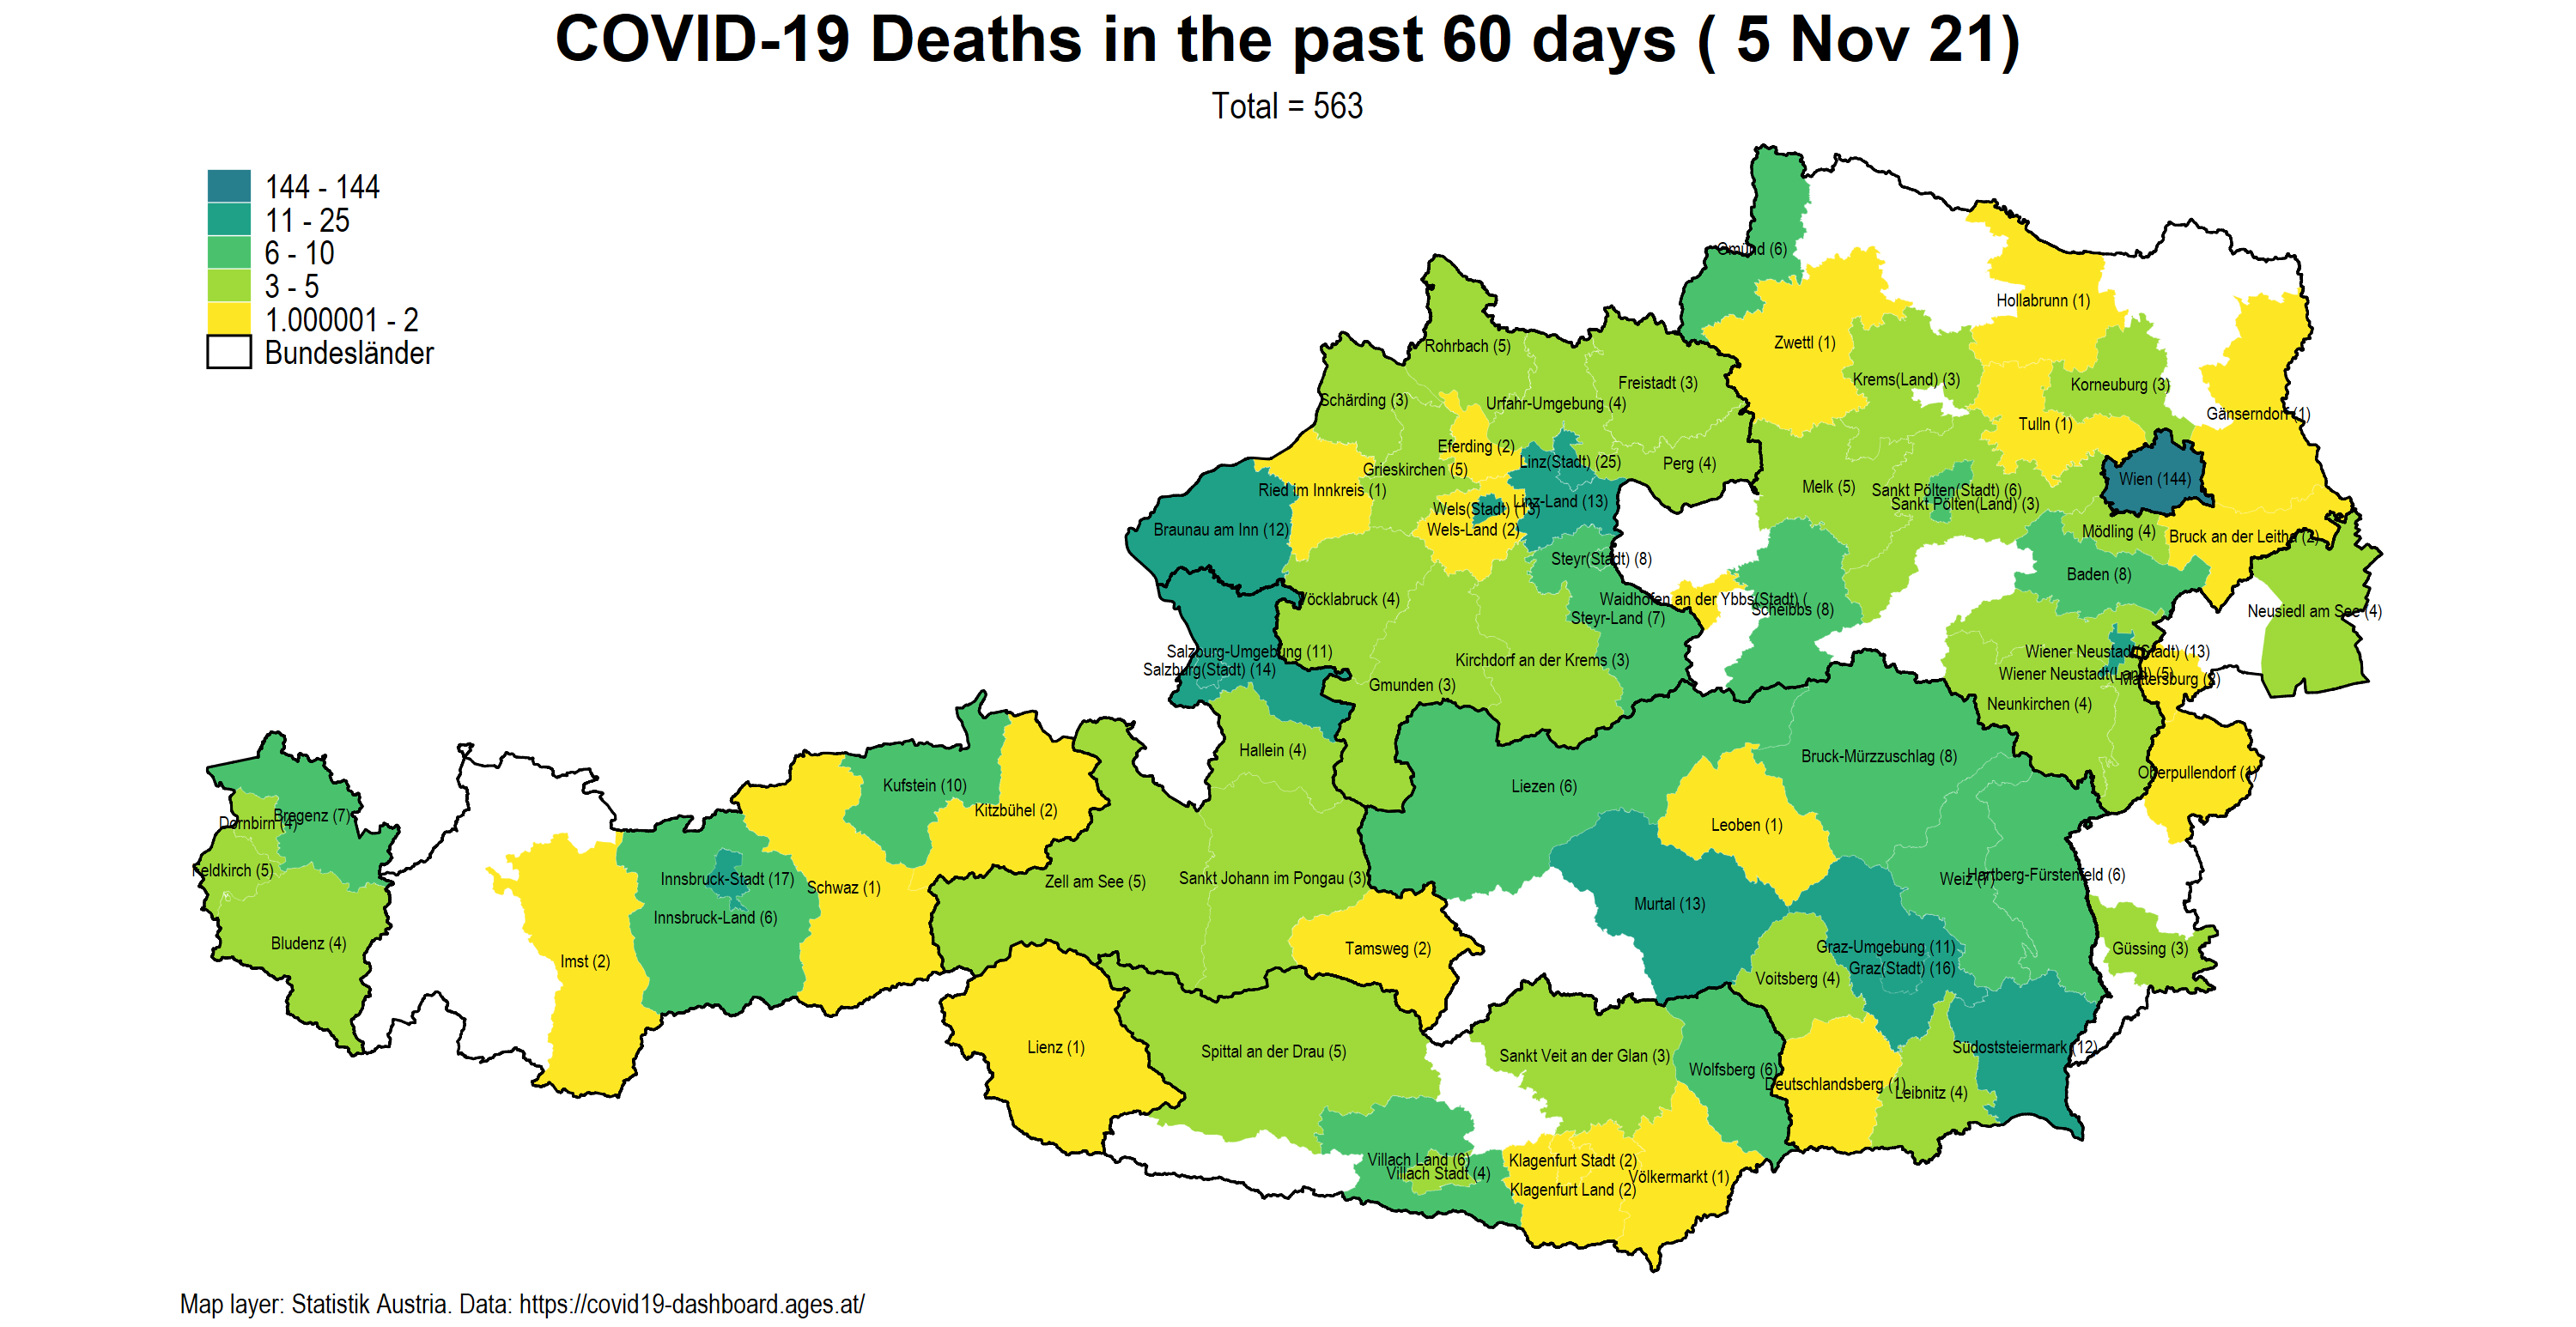 COVID-19 Deaths in the past 60 days ( 5 Nov 21)
Total = 563
144 - 144
11 - 25
6 - 10
3 - 5
1.000001 - 2
Bundesländer
Gmünd (6)
Hollabrunn (1)
Zwettl (1)
Rohrbach (5)
Freistadt (3)
Krems(Land) (3)
Korneuburg (3)
Schärding (3)
Urfahr-Umgebung (4)
Gänserndorf (1)
Tulln (1)
Eferding (2)
Linz(Stadt) (25)
Perg (4)
Grieskirchen (5)
Wien (144)
Ried im Innkreis (1)
Melk (5)
Sankt Pölten(Stadt) (6)
Linz-Land (13)
Sankt Pölten(Land) (3)
Wels(Stadt) (13)
Braunau am Inn (12)
Wels-Land (2)
Mödling (4)
Bruck an der Leitha (2)
Steyr(Stadt) (8)
Baden (8)
Vöcklabruck (4)
Waidhofen an der Ybbs(Stadt) (
Scheibbs (8)
Neusiedl am See (4)
Steyr-Land (7)
Salzburg-Umgebung (11)
Wiener Neustadt(Stadt) (13)
Kirchdorf an der Krems (3)
Salzburg(Stadt) (14)
Wiener Neustadt(Land) (5)
Mattersburg (2)
Gmunden (3)
Neunkirchen (4)
Hallein (4)
Bruck-Mürzzuschlag (8)
Oberpullendorf (1)
Kufstein (10)
Liezen (6)
Kitzbühel (2)
Bregenz (7)
Dornbirn (4)
Leoben (1)
Feldkirch (5)
Innsbruck-Stadt (17)
Schwaz (1)
Zell am See (5)
Sankt Johann im Pongau (3)
Weiz (7)
Hartberg-Fürstenfeld (6)
Murtal (13)
Innsbruck-Land (6)
Bludenz (4)
Tamsweg (2)
Graz-Umgebung (11)
Güssing (3)
Imst (2)
Graz(Stadt) (16)
Voitsberg (4)
Lienz (1)
Spittal an der Drau (5)
Sankt Veit an der Glan (3)
Südoststeiermark (12)
Wolfsberg (6)
Deutschlandsberg (1)
Leibnitz (4)
Villach Land (6)
Klagenfurt Stadt (2)
Villach Stadt (4)
Völkermarkt (1)
Klagenfurt Land (2)
Map layer: Statistik Austria. Data: https://covid19-dashboard.ages.at/